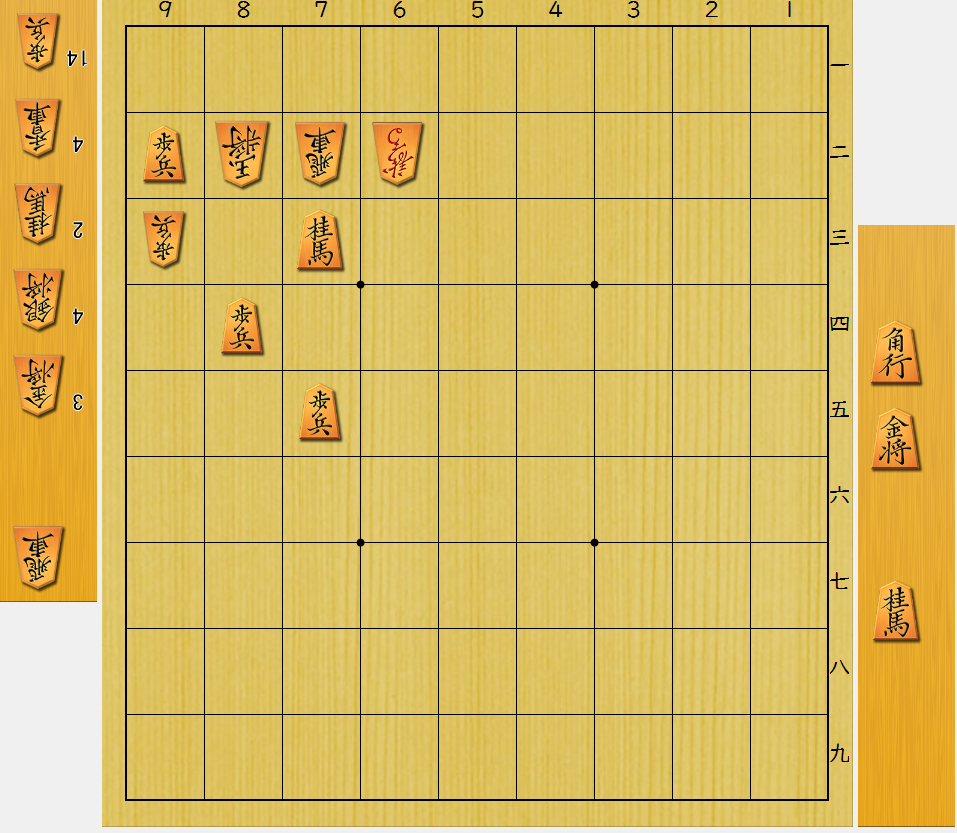 9 8 7 6 5 4 3 2 1
歩兵 14
香車 4
桂馬 2
銀将 4
金将 3
飛車
一
歩兵 玉将 飛車 龍馬 二
歩兵 桂馬 三
歩兵 四
歩兵 五
六
七
八
九
角行
金将
桂馬